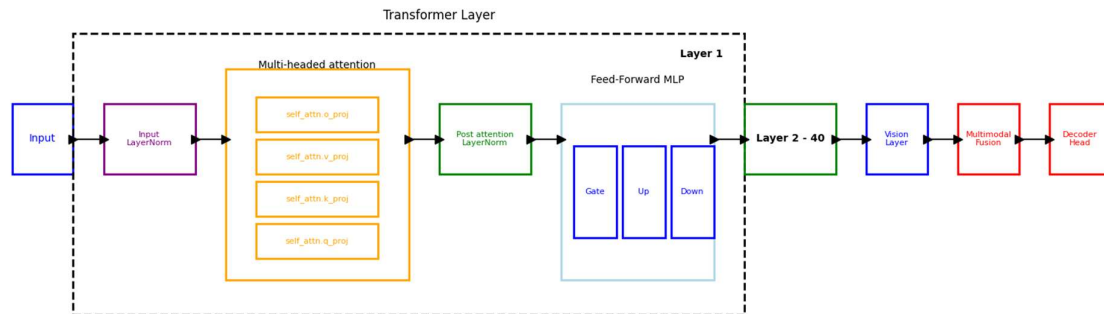 Transformer Layer
Layer 1
Multi-headed attention
Feed-Forward MLP
Input
Input
LayerNorm
self_attn.o_proj
self_attn.v_proj
self_attn.k_proj
self_attn.q_proj
Post attention
LayerNorm
Gate
Up
Down
Layer 2 - 40
Vision
Layer
Multimodal
Fusion
Decoder
Head